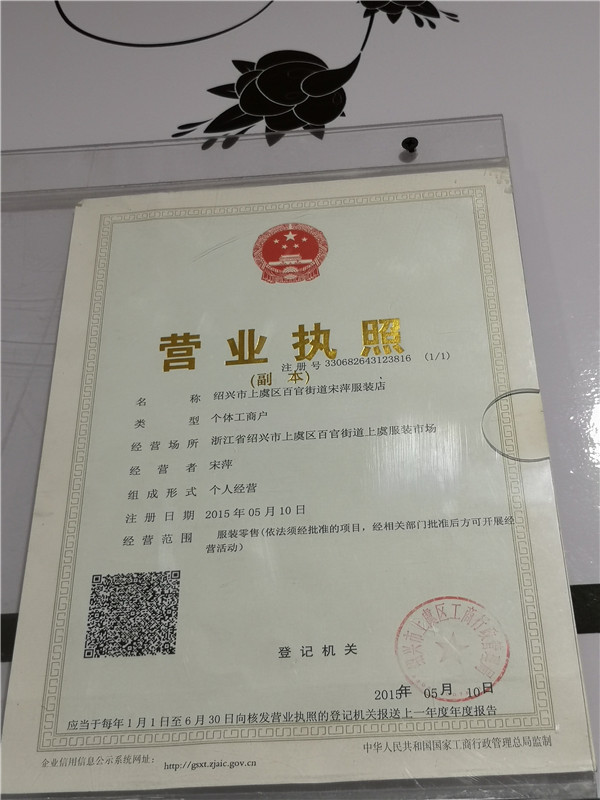 营业执照
注册号 330682643123816 (1/1)
(副 本)
名 称 绍兴市上虞区百官街道宋萍服装店
类 型 个体工商户
经营场所 浙江省绍兴市上虞区百官街道上虞服装市场
经 营 者 宋萍
组成形式 个人经营
注册日期 2015 年 05 月 10 日
经营范围 服装零售(依法须经批准的项目，经相关部门批准后方可开展经
营活动)
登记机关
2015年 05月 10日
应当于每年1月1日至6月30日向核发营业执照的登记机关报送上一年度年度报告
企业信用信息公示系统网址： http://gsxt.zjaic.gov.cn
中华人民共和国国家工商行政管理总局监制